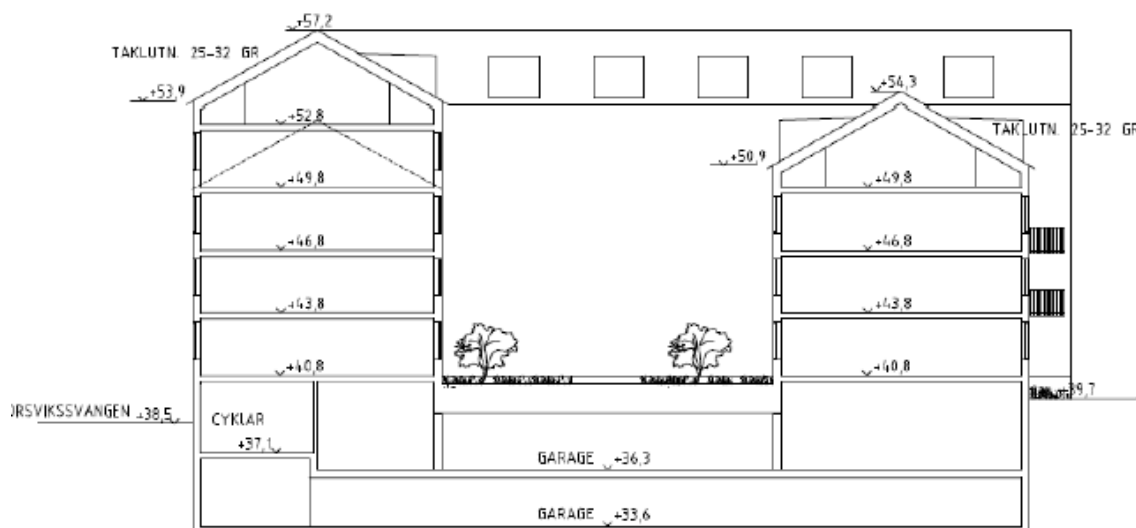 +57,2
TAKLUTN. 25-32 GR
+53,9
+54,3
+52,8
TAKLUTN. 25-32 GR
+50,9
+49,8
+49,8
+46,8
+46,8
+43,8
+43,8
+40,8
+40,8
+39,7
ORSVIKSSVANGEN +38,5
CYKLAR
+37,1
GARAGE +36,3
GARAGE +33,6